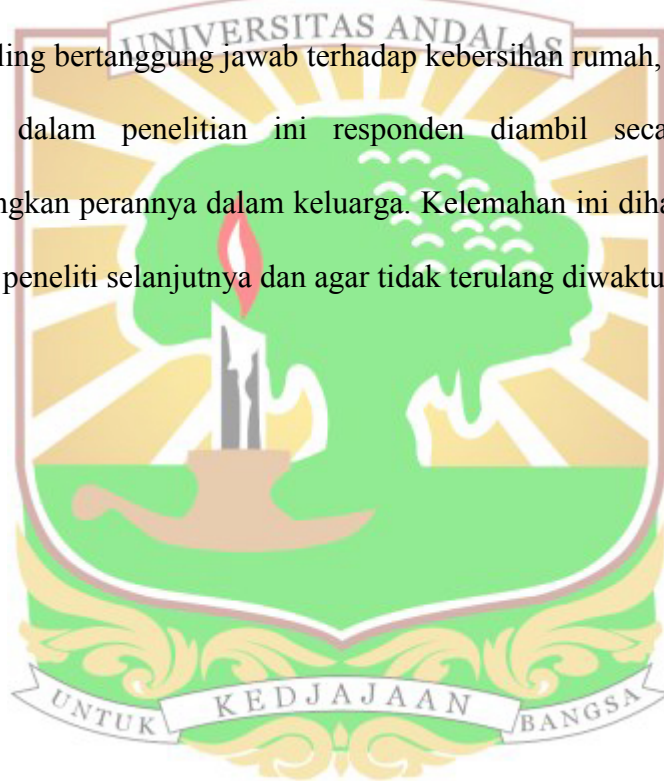 UNIVERSITAS ANDALAS
ling bertanggung jawab terhadap kebersihan rumah,
dalam penelitian ini responden diambil seca
ngkan perannya dalam keluarga. Kelemahan ini diha
peneliti selanjutnya dan agar tidak terulang diwaktu
UNTUK KEDJAJAAN BANGSA